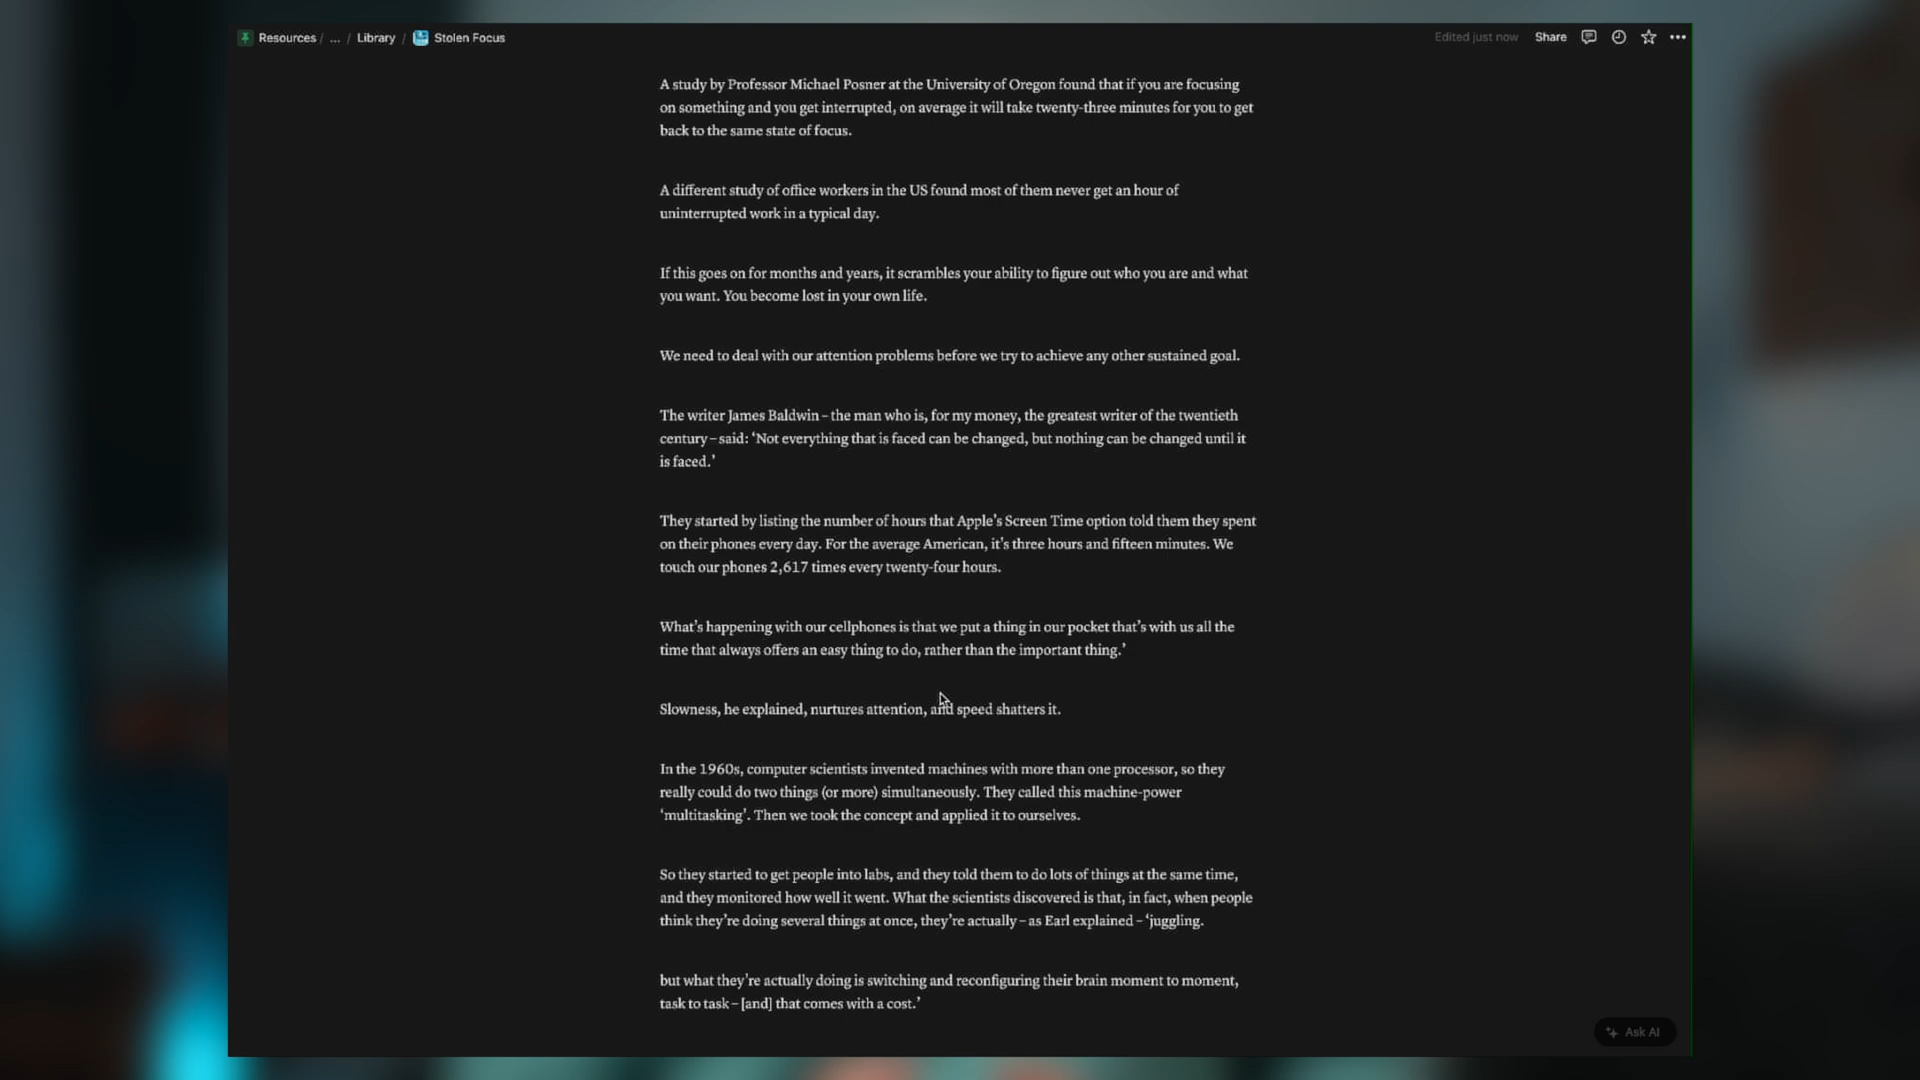 Resources / ... / Library / Stolen Focus
Edited just now Share
A study by Professor Michael Posner at the University of Oregon found that if you are focusing
on something and you get interrupted, on average it will take twenty-three minutes for you to get
back to the same state of focus.
A different study of office workers in the US found most of them never get an hour of
uninterrupted work in a typical day.
If this goes on for months and years, it scrambles your ability to figure out who you are and what
you want. You become lost in your own life.
We need to deal with our attention problems before we try to achieve any other sustained goal.
The writer James Baldwin – the man who is, for my money, the greatest writer of the twentieth
century – said: ‘Not everything that is faced can be changed, but nothing can be changed until it
is faced.’
They started by listing the number of hours that Apple’s Screen Time option told them they spent
on their phones every day. For the average American, it’s three hours and fifteen minutes. We
touch our phones 2,617 times every twenty-four hours.
What’s happening with our cellphones is that we put a thing in our pocket that’s with us all the
time that always offers an easy thing to do, rather than the important thing.’
Slowness, he explained, nurtures attention, and speed shatters it.
In the 1960s, computer scientists invented machines with more than one processor, so they
really could do two things (or more) simultaneously. They called this machine-power
‘multitasking’. Then we took the concept and applied it to ourselves.
So they started to get people into labs, and they told them to do lots of things at the same time,
and they monitored how well it went. What the scientists discovered is that, in fact, when people
think they’re doing several things at once, they’re actually – as Earl explained – ‘juggling.
but what they’re actually doing is switching and reconfiguring their brain moment to moment,
task to task – [and] that comes with a cost.’
Ask AI